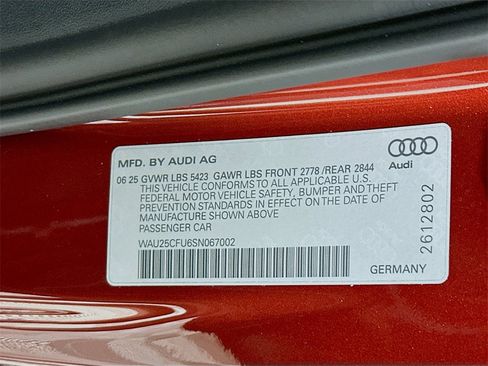 MFD. BY AUDI AG
06 25 GVWR LBS 5423 GAWR LBS FRONT 2778 /REAR 2844
THIS VEHICLE CONFORMS TO ALL APPLICABLE U.S.
FEDERAL MOTOR VEHICLE SAFETY, BUMPER AND THEFT
PREVENTION STANDARDS IN EFFECT ON THE DATE OF
MANUFACTURE SHOWN ABOVE
PASSENGER CAR
WAU25CFU6SN067002
Audi
2612802
GERMANY